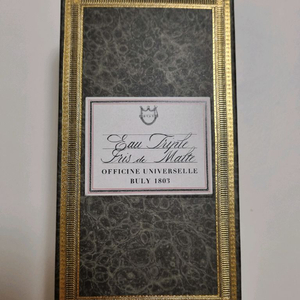 Eau Triple
Iris de Malte
OFFICINE UNIVERSELLE
BULY 1803